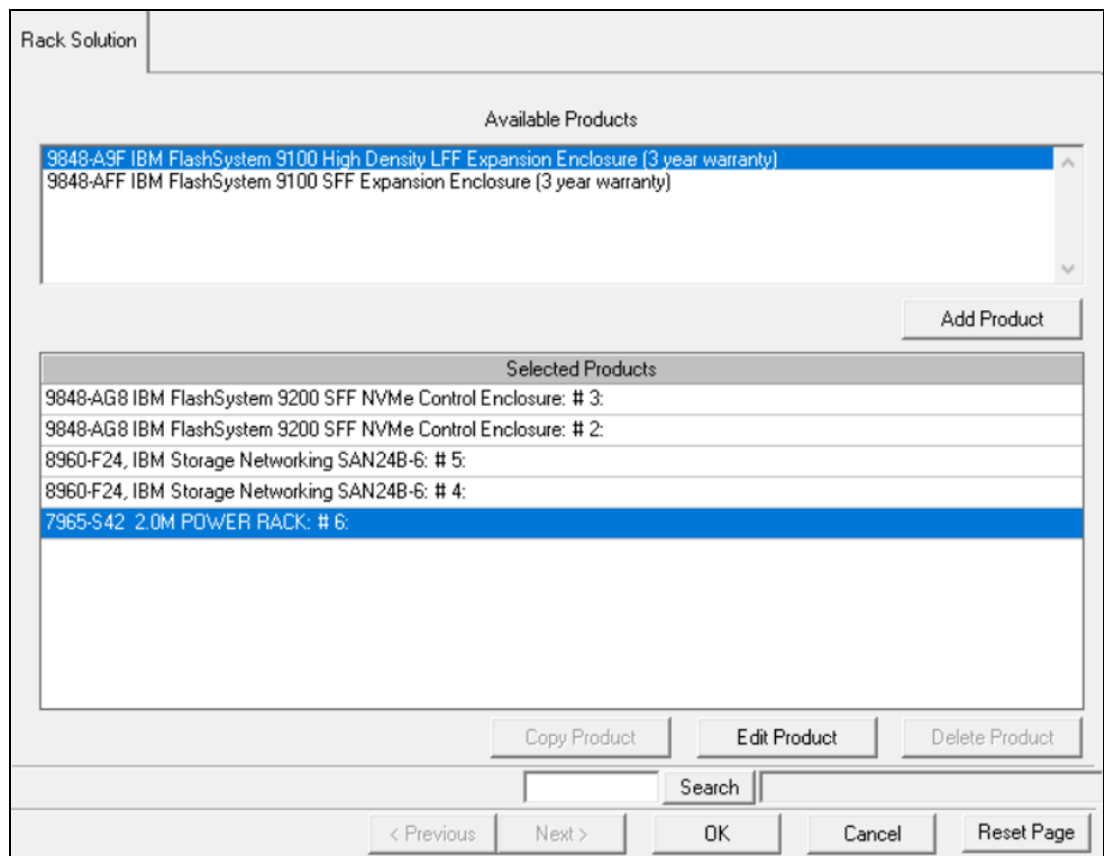 Rack Solution
Available Products
9848-A9F IBM FlashSystem 9100 High Density LFF Expansion Enclosure (3 year warranty)
9848-AFF IBM FlashSystem 9100 SFF Expansion Enclosure (3 year warranty)
Add Product
Selected Products
9848-AG8 IBM FlashSystem 9200 SFF NVMe Control Enclosure: # 3:
9848-AG8 IBM FlashSystem 9200 SFF NVMe Control Enclosure: # 2:
8960-F24, IBM Storage Networking SAN24B-6: # 5:
8960-F24, IBM Storage Networking SAN24B-6: # 4:
7965-S42 2.0M POWER RACK: # 6:
Copy Product Edit Product Delete Product
Search
< Previous Next > OK Cancel Reset Page